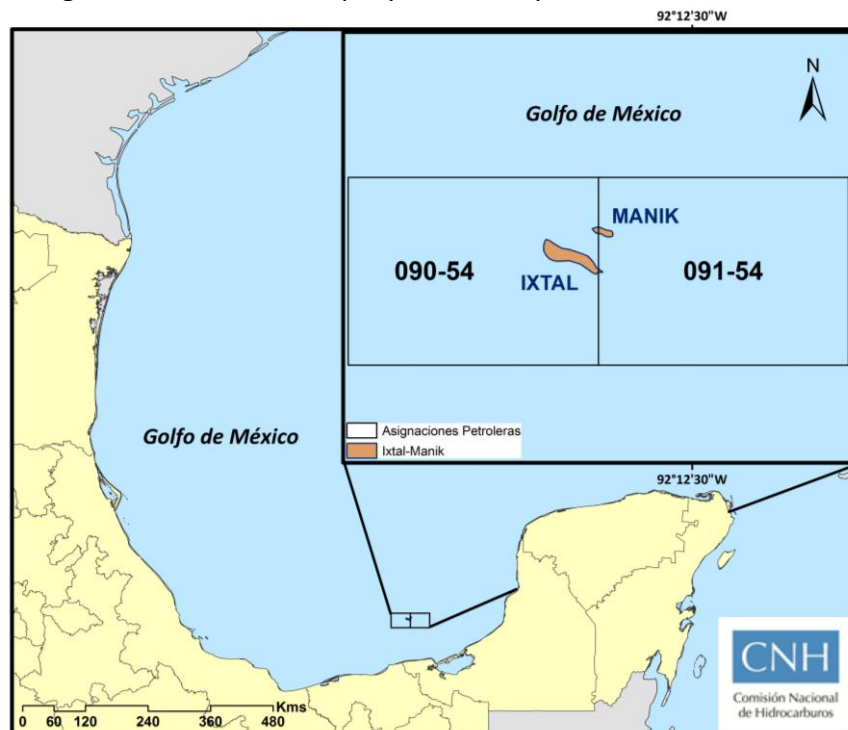 92°12'30"W
N
Golfo de México
MANIK
090-54
091-54
IXTAL
Golfo de México
Asignaciones Petroleras
Ixtal-Manik
92°12'30"W
CNH
Comisión Nacional
de Hidrocarburos
Kms
0 60 120 240 360 480